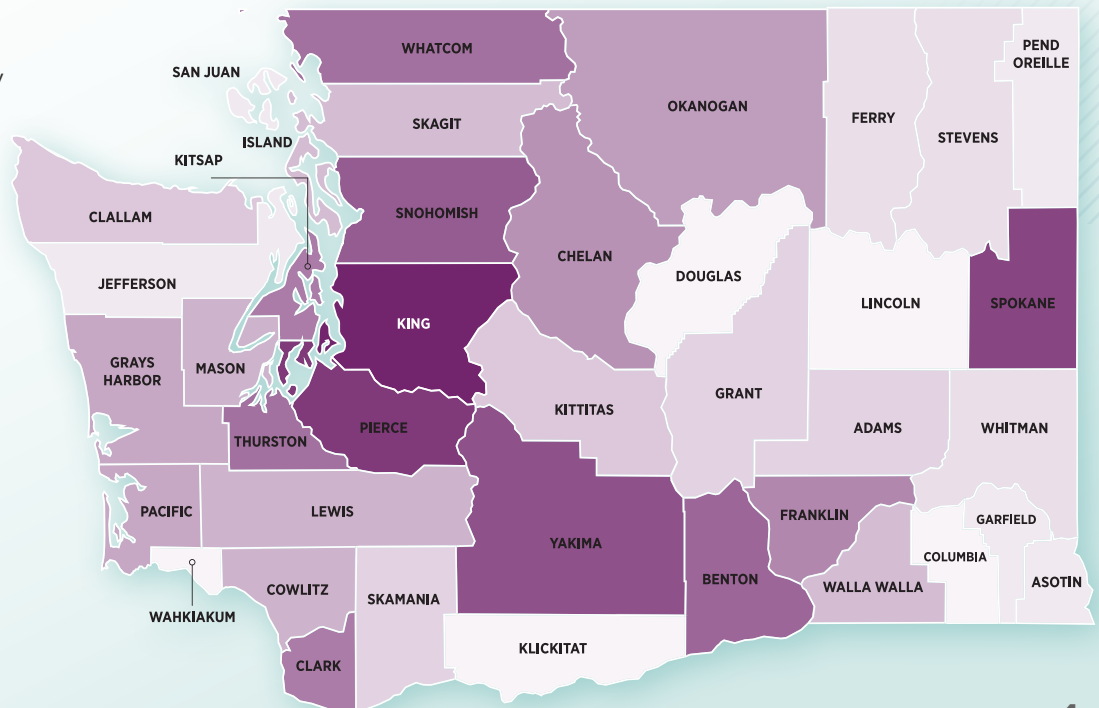 WHATCOM
SAN JUAN
SKAGIT
ISLAND
KITSAP
OKANOGAN
FERRY
STEVENS
PEND
OREILLE
CLALLAM
SNOHOMISH
CHELAN
JEFFERSON
DOUGLAS
LINCOLN
SPOKANE
KING
GRAYS
HARBOR
MASON
KITTITAS
GRANT
ADAMS
WHITMAN
THURSTON
PIERCE
PACIFIC
LEWIS
YAKIMA
BENTON
FRANKLIN
GARFIELD
COLUMBIA
WALLA WALLA
ASOTIN
WAHKIAKUM
COWLITZ
SKAMANIA
KLICKITAT
CLARK